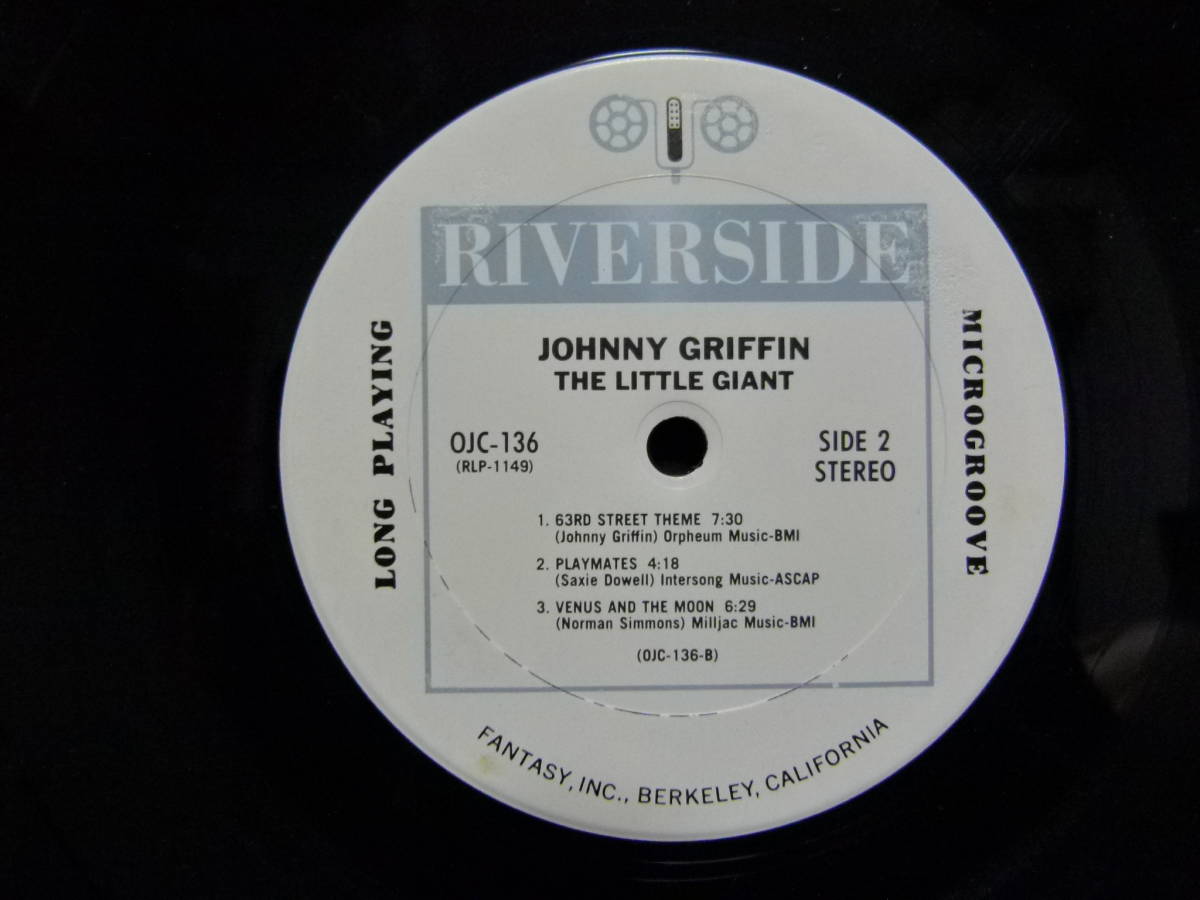 RIVERSIDE
LONG PLAYING
MICROGROOVE
JOHNNY GRIFFIN
THE LITTLE GIANT
OJC-136
(RLP-1149)
SIDE 2
STEREO
1. 63RD STREET THEME 7:30
(Johnny Griffin) Orpheum Music-BMI
2. PLAYMATES 4:18
(Saxie Dowell) Intersong Music-ASCAP
3. VENUS AND THE MOON 6:29
(Norman Simmons) Milljac Music-BMI
(OJC-136-B)
FANTASY, INC., BERKELEY, CALIFORNIA